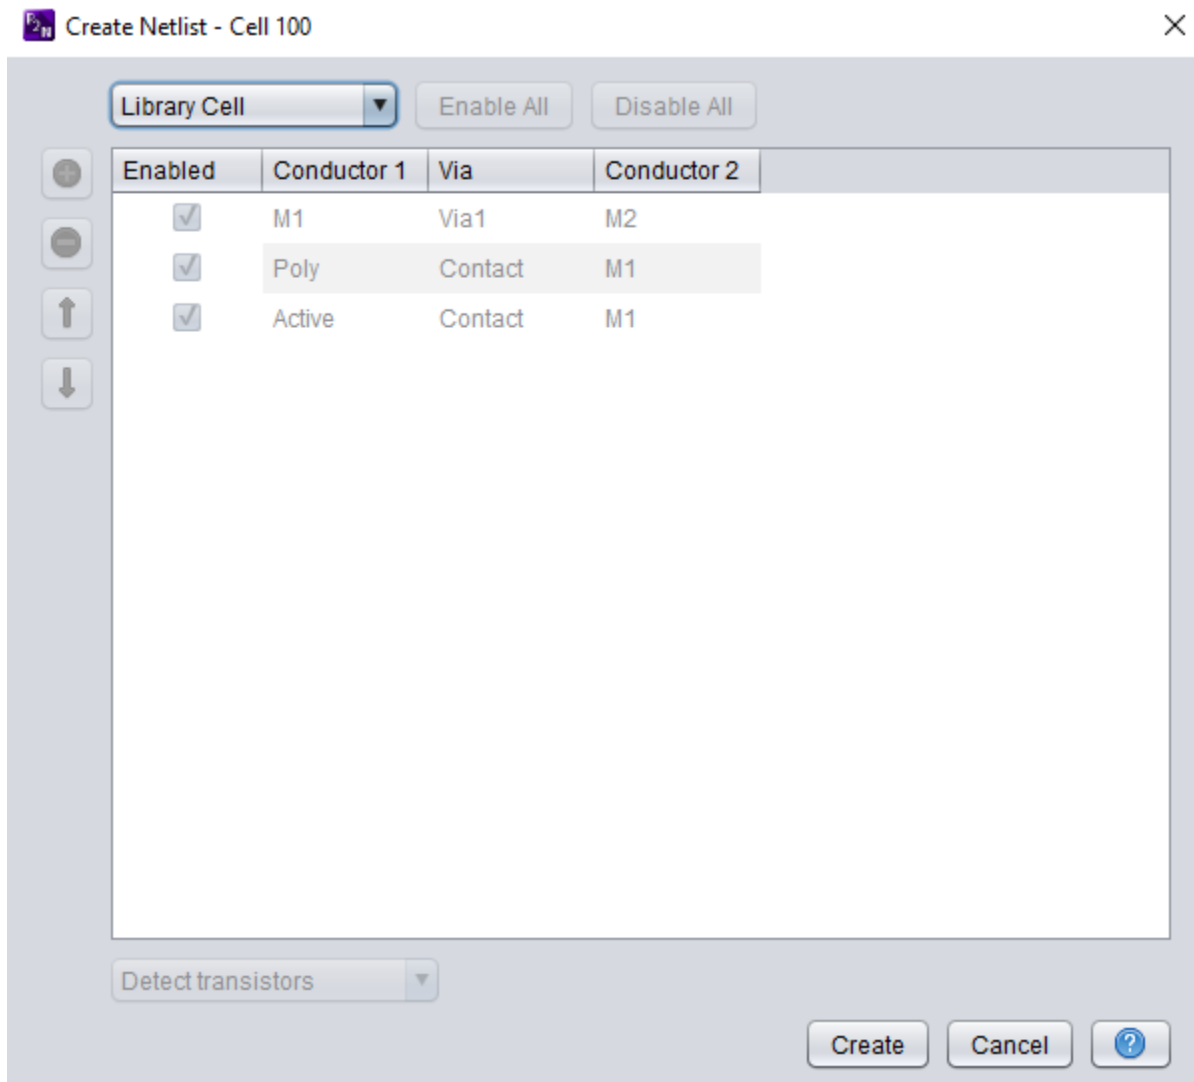 P2N Create Netlist - Cell 100
Library Cell Enable All Disable All
Enabled Conductor 1 Via Conductor 2
M1 Via1 M2
Poly Contact M1
Active Contact M1
Detect transistors
Create Cancel ?